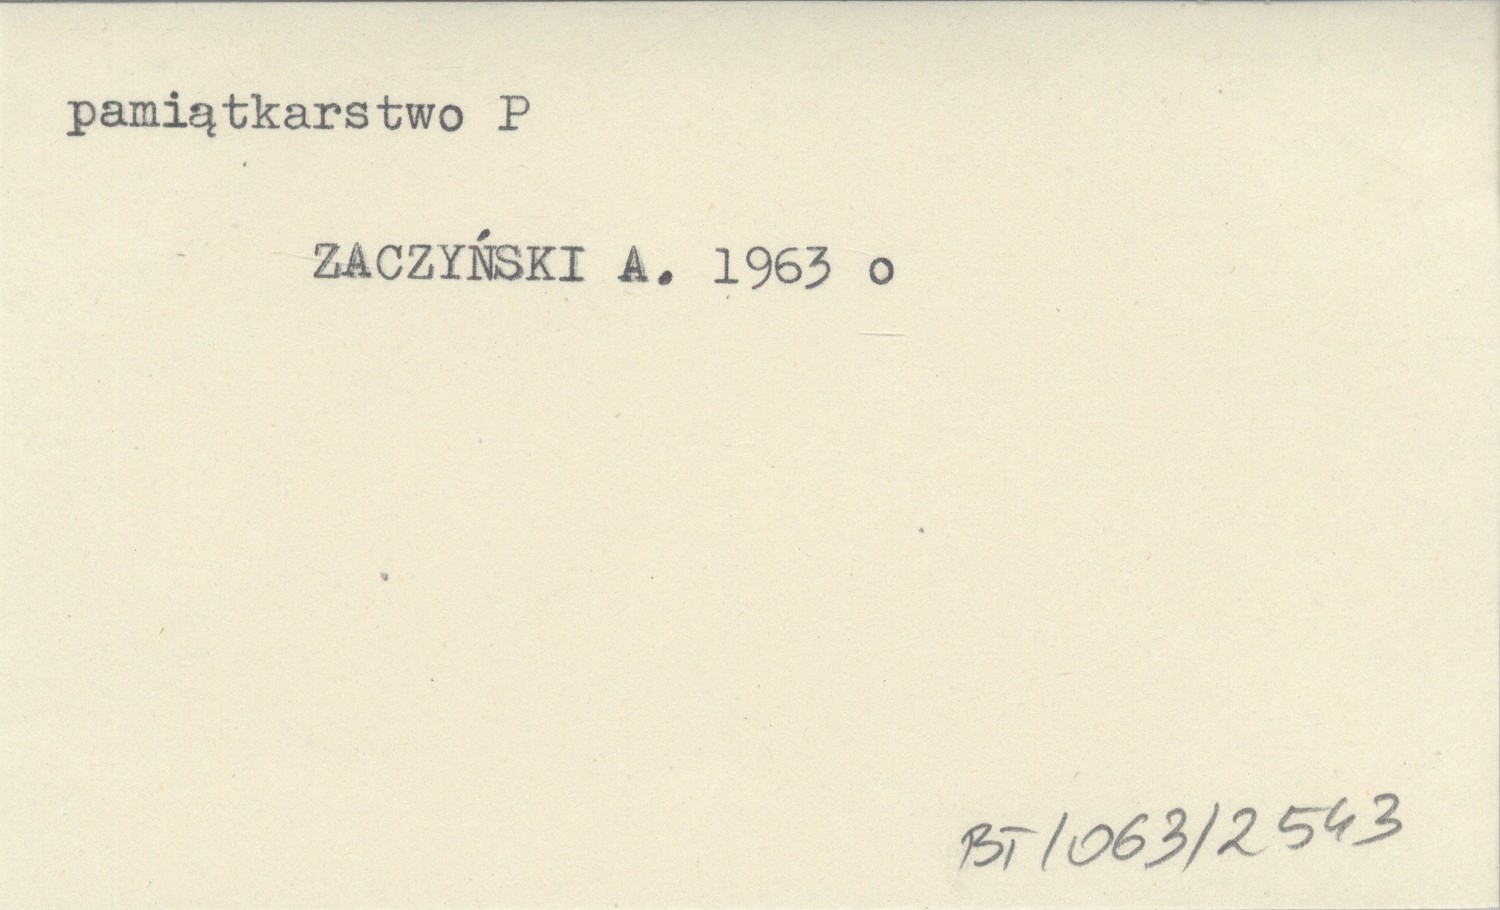 pamiątkarstwo P
ZACZYŃSKI A. 1963 o
BT/063/2543